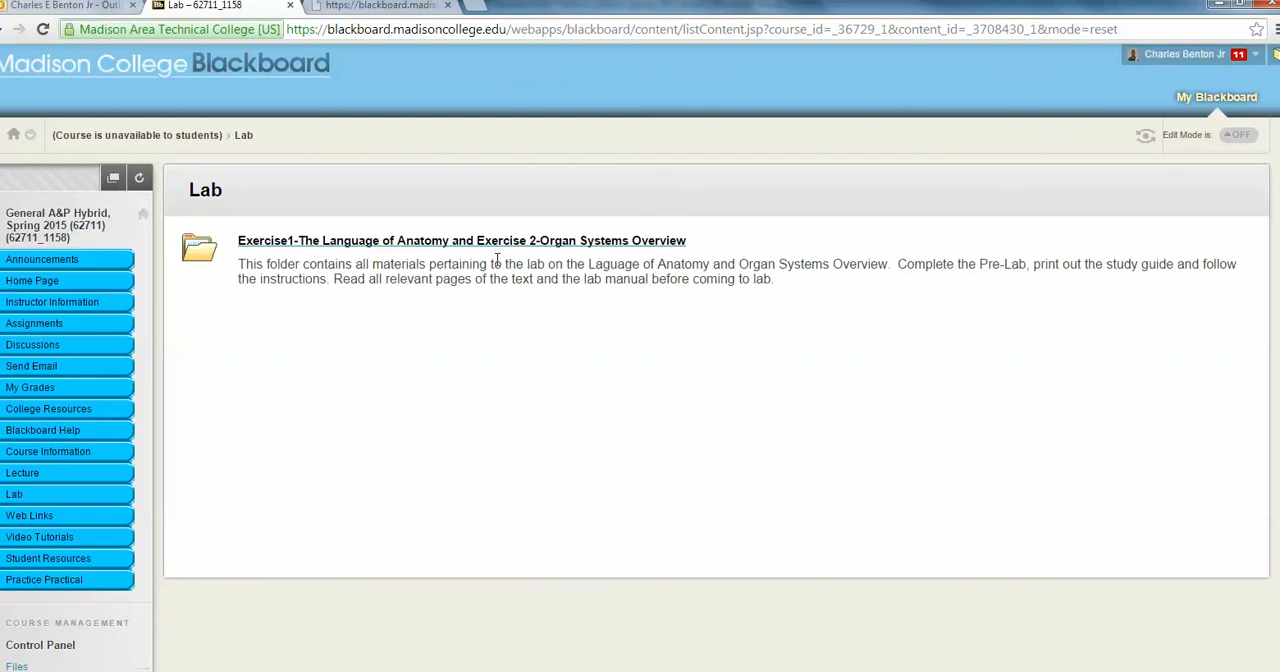 Charles E Benton Jr - Outl
Lab – 62711_1158
https://blackboard.madis
Madison Area Technical College [US]
https://blackboard.madisoncollege.edu/webapps/blackboard/content/listContent.jsp?course_id=_36729_1&content_id=_3708430_1&mode=reset
Madison College Blackboard
Charles Benton Jr 11
My Blackboard
(Course is unavailable to students) › Lab
Edit Mode is: OFF
General A&P Hybrid,
Spring 2015 (62711)
(62711_1158)
Announcements
Home Page
Instructor Information
Assignments
Discussions
Send Email
My Grades
College Resources
Blackboard Help
Course Information
Lecture
Lab
Web Links
Video Tutorials
Student Resources
Practice Practical
COURSE MANAGEMENT
Control Panel
Files
Lab
Exercise1-The Language of Anatomy and Exercise 2-Organ Systems Overview
This folder contains all materials pertaining to the lab on the Laguage of Anatomy and Organ Systems Overview. Complete the Pre-Lab, print out the study guide and follow
the instructions. Read all relevant pages of the text and the lab manual before coming to lab.